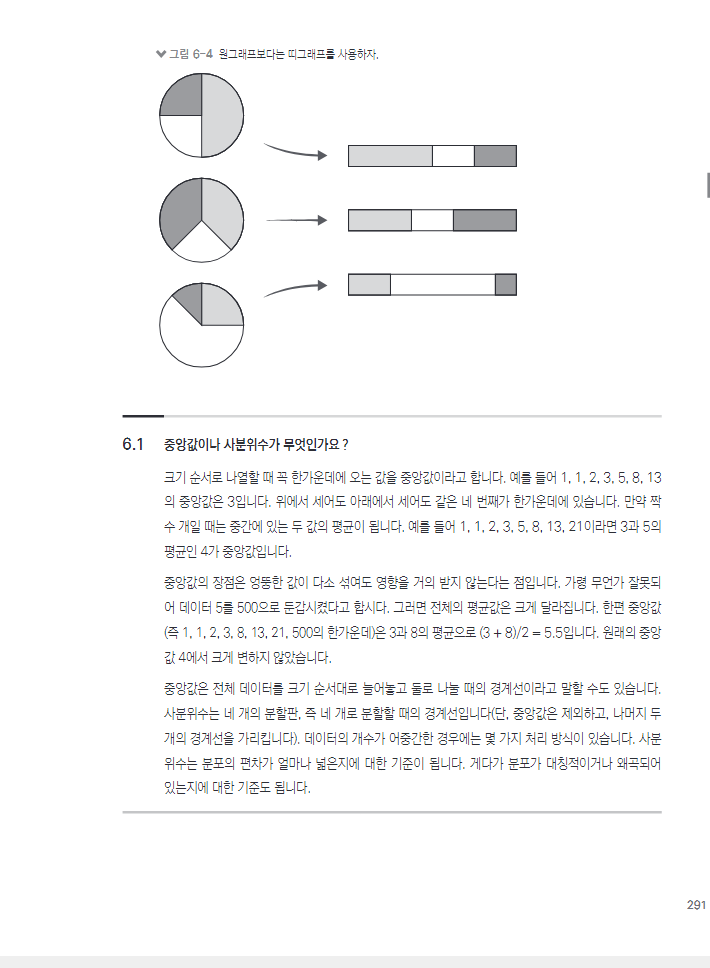 그림 6-4 원그래프보다는 띠그래프를 사용하자.
6.1 중앙값이나 사분위수가 무엇인가요?
크기 순서로 나열할 때 꼭 한가운데에 오는 값을 중앙값이라고 합니다. 예를 들어 1, 1, 2, 3, 5, 8, 13
의 중앙값은 3입니다. 위에서 세어도 아래에서 세어도 같은 네 번째가 한가운데에 있습니다. 만약 짝
수 개일 때는 중간에 있는 두 값의 평균이 됩니다. 예를 들어 1, 1, 2, 3, 5, 8, 13, 21이라면 3과 5의
평균인 4가 중앙값입니다.
중앙값의 장점은 엉뚱한 값이 다소 섞여도 영향을 거의 받지 않는다는 점입니다. 가령 무언가 잘못되
어 데이터 5를 500으로 둔갑시켰다고 합시다. 그러면 전체의 평균값은 크게 달라집니다. 한편 중앙값
(즉 1, 1, 2, 3, 8, 13, 21, 500의 한가운데)은 3과 8의 평균으로 (3 + 8)/2 = 5.5입니다. 원래의 중앙
값 4에서 크게 변하지 않았습니다.
중앙값은 전체 데이터를 크기 순서대로 늘어놓고 둘로 나눌 때의 경계선이라고 말할 수도 있습니다.
사분위수는 네 개의 분할판, 즉 네 개로 분할할 때의 경계선입니다(단, 중앙값은 제외하고, 나머지 두
개의 경계선을 가리킵니다). 데이터의 개수가 어중간한 경우에는 몇 가지 처리 방식이 있습니다. 사분
위수는 분포의 편차가 얼마나 넓은지에 대한 기준이 됩니다. 게다가 분포가 대칭적이거나 왜곡되어
있는지에 대한 기준도 됩니다.
291